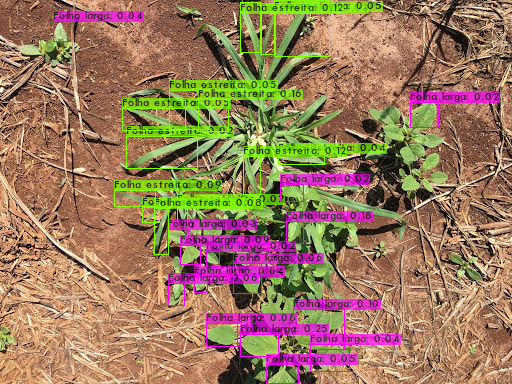 Folha estreita: 0.12
0.05
Folha larga: 0.04
Folha estreita: 0.05
Folha estreita: 0.16
Folha larga: 0.02
Folha estreita: 0.05
Folha estreita: 0.02
Folha estreita: 0.12
0.04
Folha larga: 0.02
Folha estreita: 0.09
Folha estreita: 0.08
Folha larga: 0.18
Folha larga: 0.03
Folha larga: 0.09
0.02
Folha larga: 0.06
Folha larga: 0.04
Folha larga: 0.06
Folha larga: 0.10
Folha larga: 0.06
Folha larga: 0.25
Folha larga: 0.04
Folha larga: 0.05